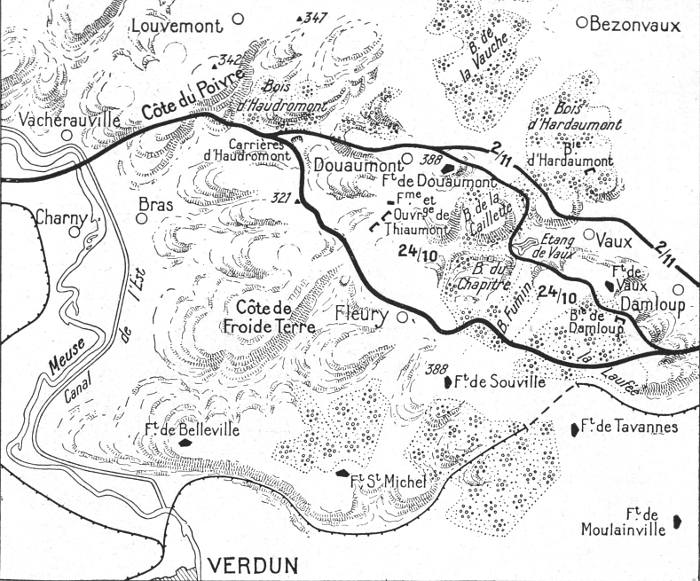 Louvemont
347
B. de
la Vauche
Bezonvaux
342
Côte du Poivre
Bois
d'Haudromont
Bois
d'Hardaumont
Vacherauville
Carrières
d'Haudromont
2/11
Bie
d'Hardaumont
Douaumont
388
Ft de Douaumont
Fme et
Ouvrge de
Thiaumont
B. de la
Caillette
321
Bras
Charny
24/10
Etang
de Vaux
Vaux
2/11
B. du
Chapitre
Ft de
Vaux
Damloup
24/10
Côte de
Froide Terre
Fleury
B. Fumin
Bie de
Damloup
Meuse
Canal de l'Est
la Laufée
388
Ft de Souville
Ft de Belleville
Ft de Tavannes
Ft St Michel
Ft de
Moulainville
VERDUN